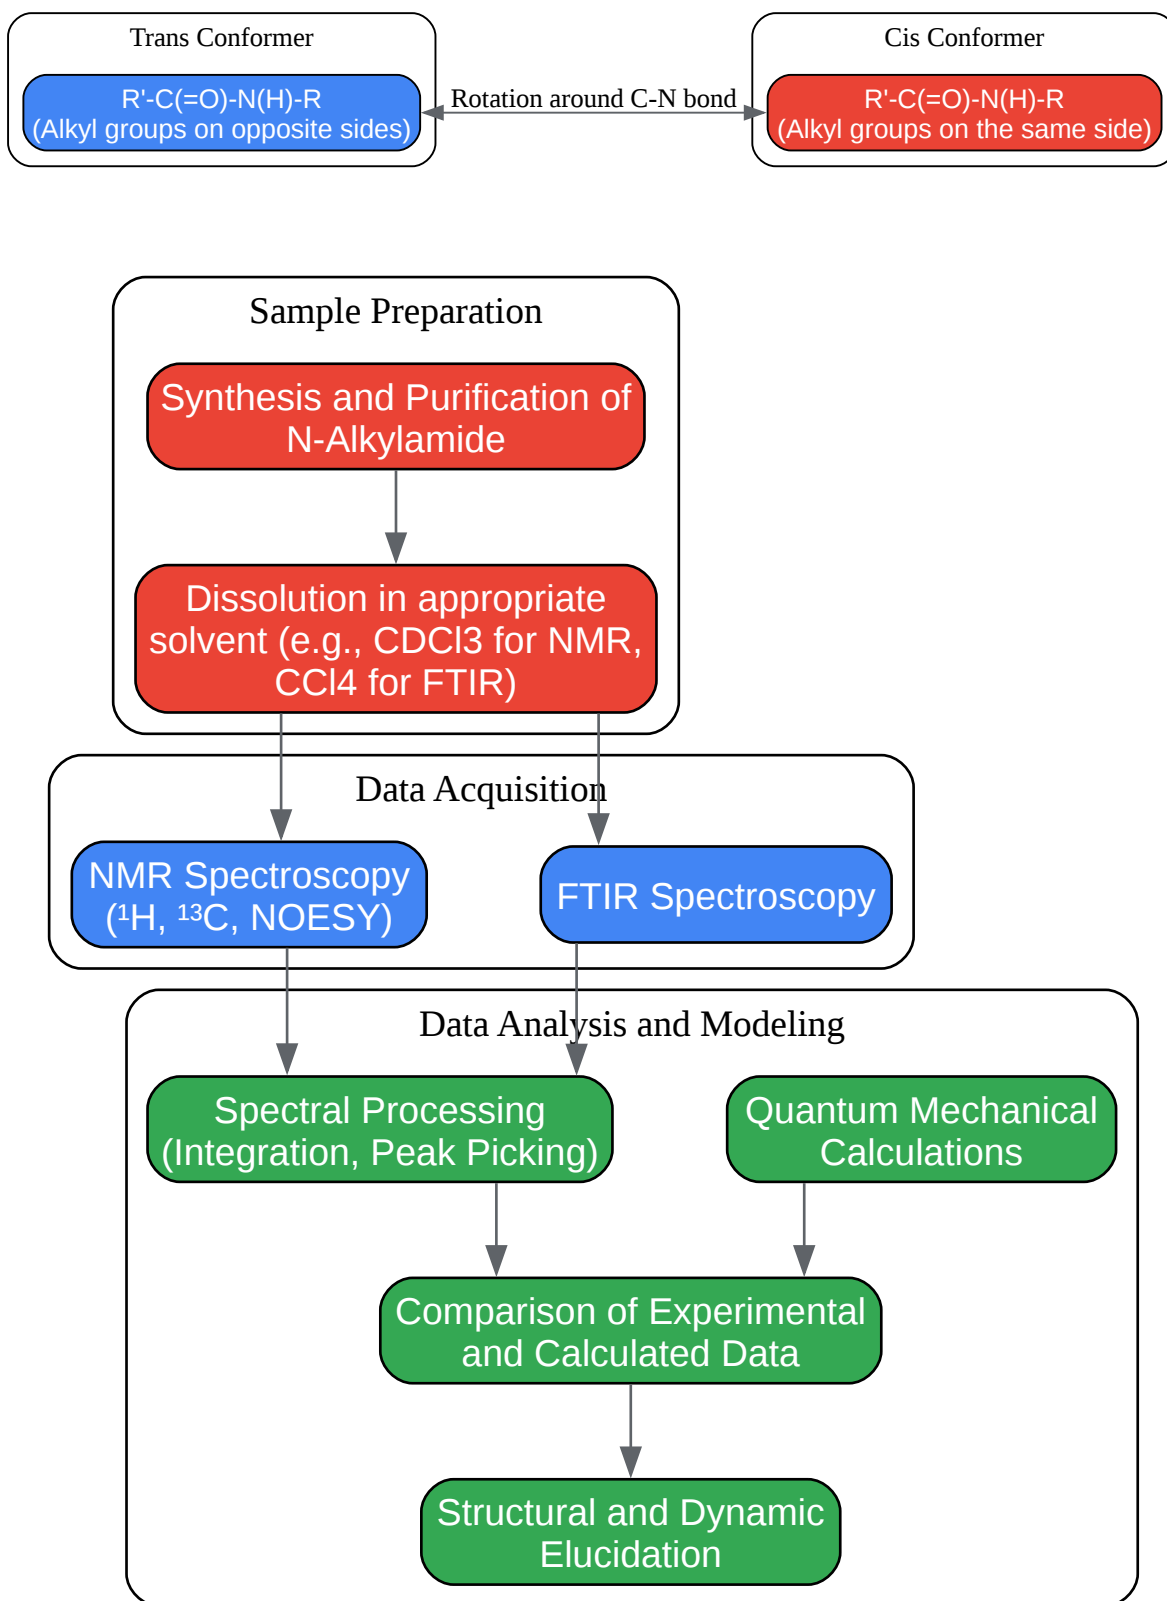 Trans Conformer
R'-C(=O)-N(H)-R
(Alkyl groups on opposite sides)
Rotation around C-N bond
Cis Conformer
R'-C(=O)-N(H)-R
(Alkyl groups on the same side)
Sample Preparation
Synthesis and Purification of
N-Alkylamide
Dissolution in appropriate
solvent (e.g., CDCl3 for NMR,
CCl4 for FTIR)
Data Acquisition
NMR Spectroscopy
(¹H, ¹³C, NOESY)
FTIR Spectroscopy
Data Analysis and Modeling
Spectral Processing
(Integration, Peak Picking)
Quantum Mechanical
Calculations
Comparison of Experimental
and Calculated Data
Structural and Dynamic
Elucidation